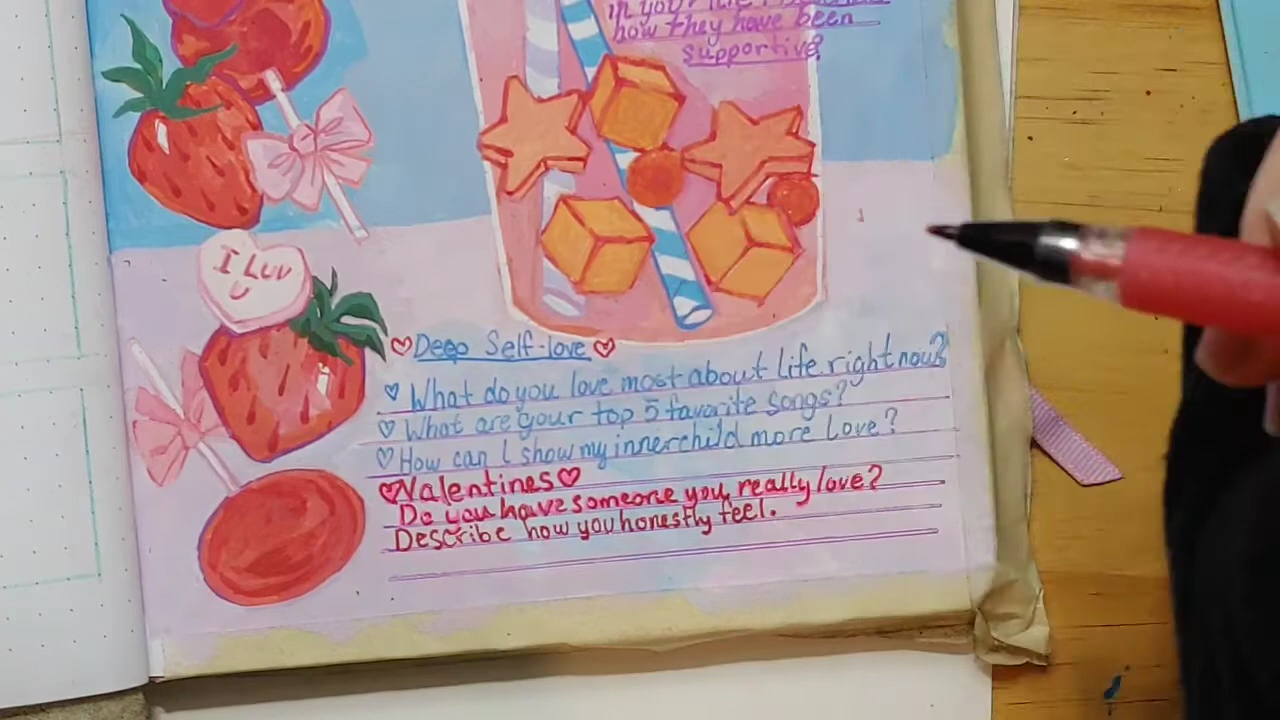 in your
how they have been
supportive?
I Luv
U
Deep Self-love
What do you love most about life right now?
What are your top 5 favorite songs?
How can I show my inner child more love?
Valentines
Do you have someone you really love?
Describe how you honestly feel.